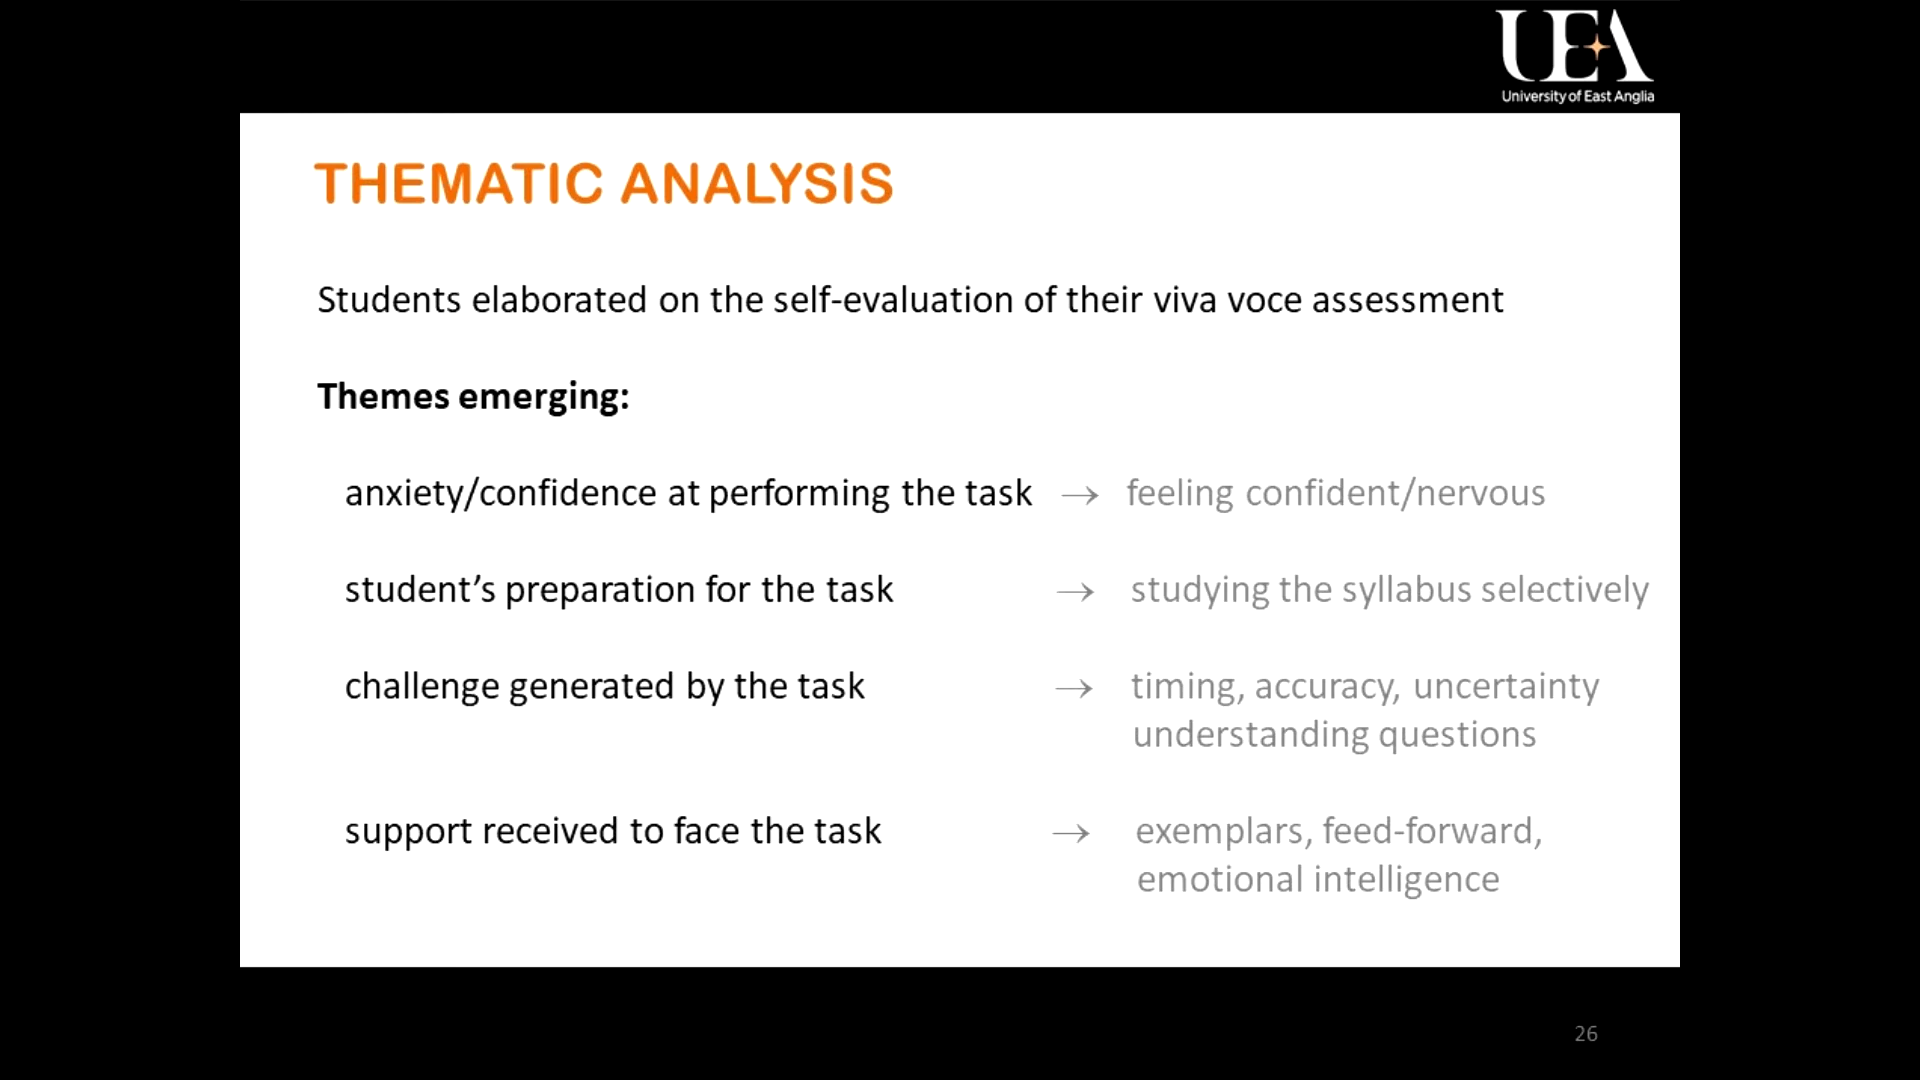 UEA
University of East Anglia
THEMATIC ANALYSIS
Students elaborated on the self-evaluation of their viva voce assessment
Themes emerging:
anxiety/confidence at performing the task → feeling confident/nervous
student’s preparation for the task → studying the syllabus selectively
challenge generated by the task → timing, accuracy, uncertainty
understanding questions
support received to face the task → exemplars, feed-forward,
emotional intelligence
26